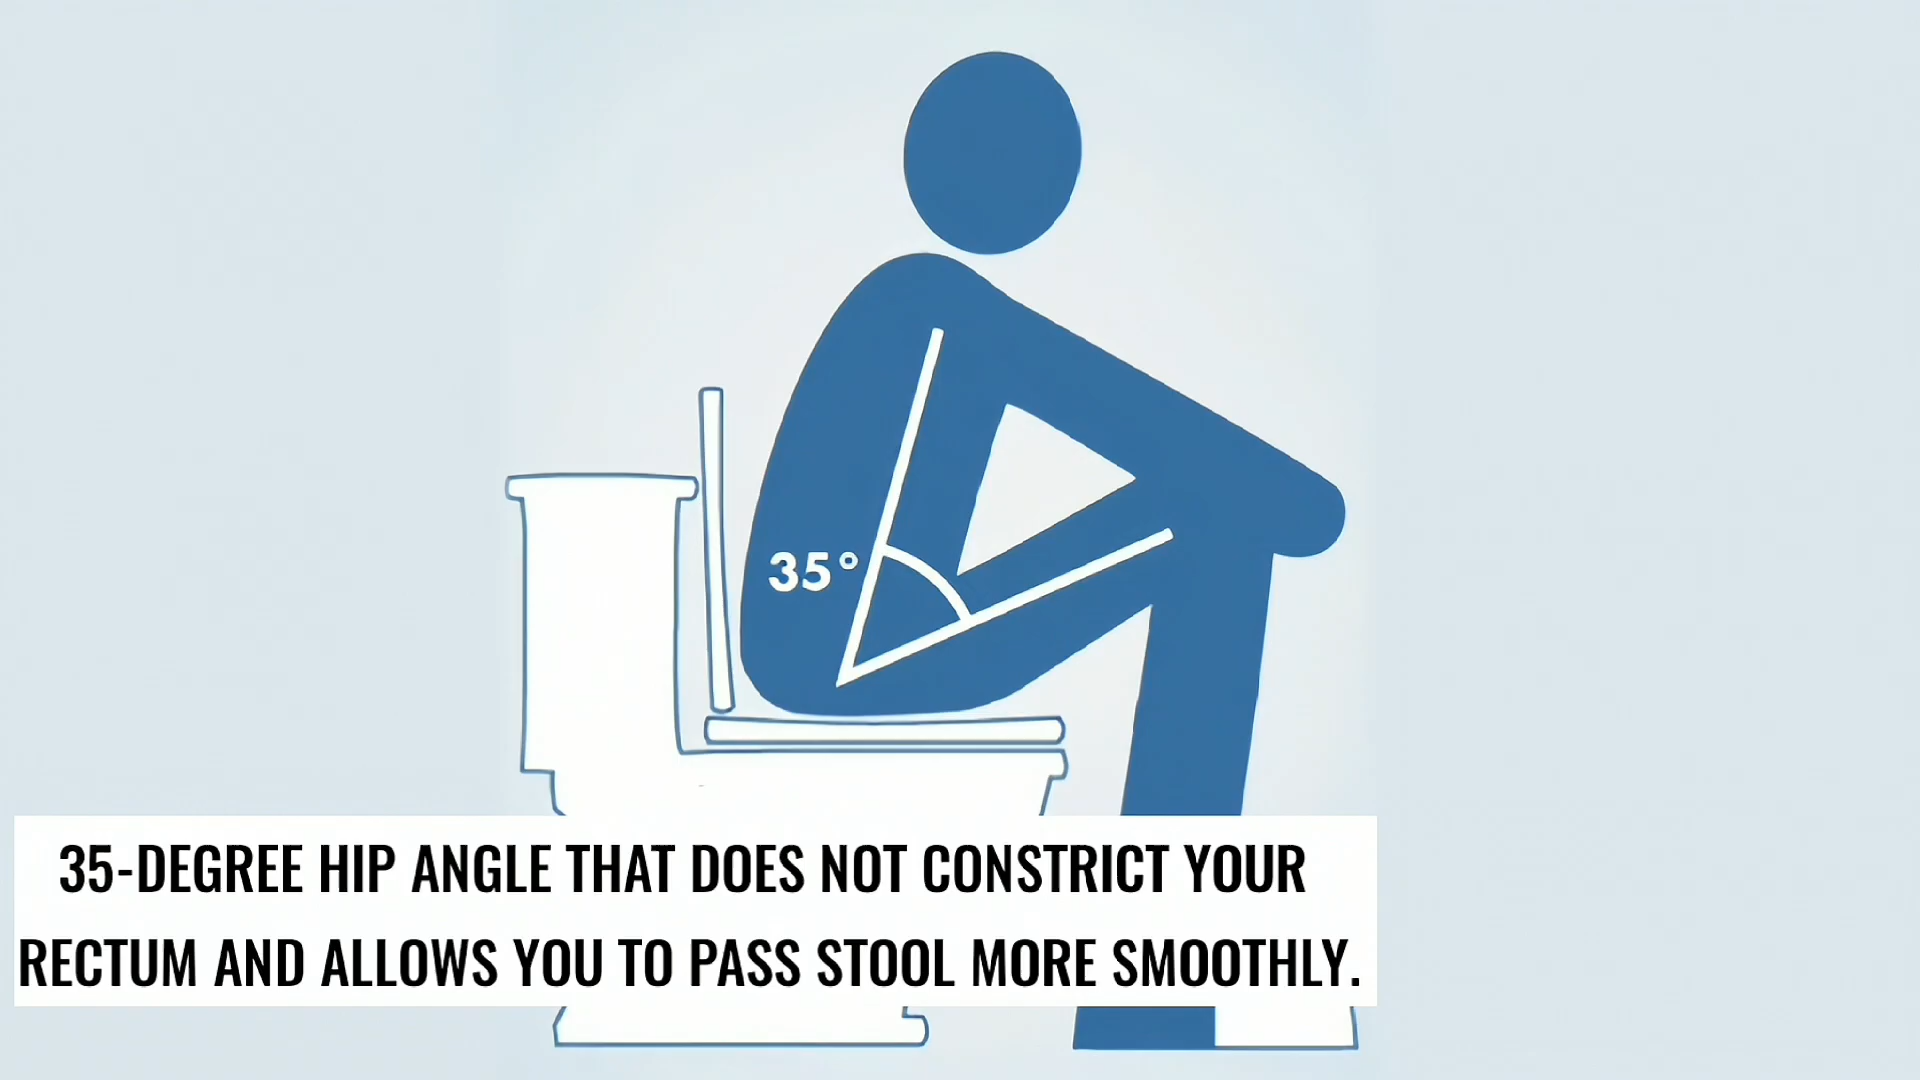 35°
35-DEGREE HIP ANGLE THAT DOES NOT CONSTRICT YOUR
RECTUM AND ALLOWS YOU TO PASS STOOL MORE SMOOTHLY.